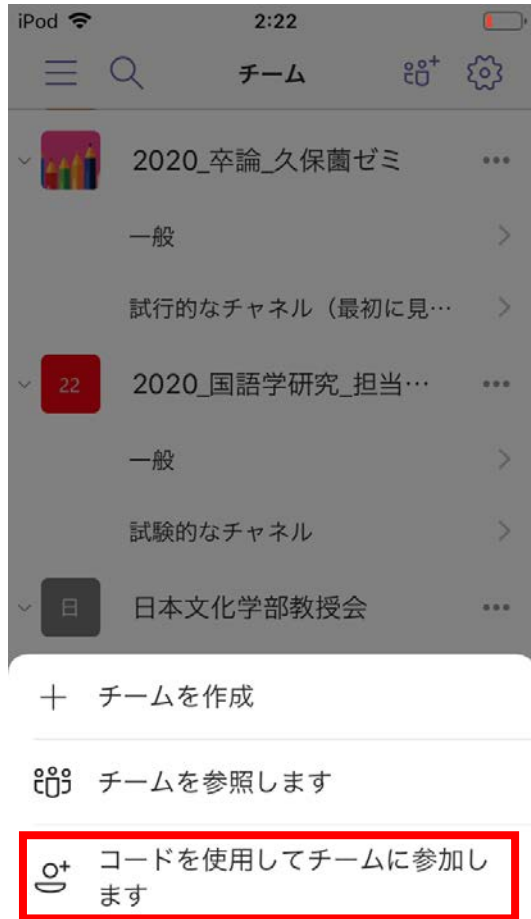 iPod 2:22
チーム
2020_卒論_久保薗ゼミ
一般
試行的なチャネル（最初に見…
22 2020_国語学研究_担当…
一般
試験的なチャネル
日 日本文化学部教授会
チームを作成
チームを参照します
コードを使用してチームに参加し
ます